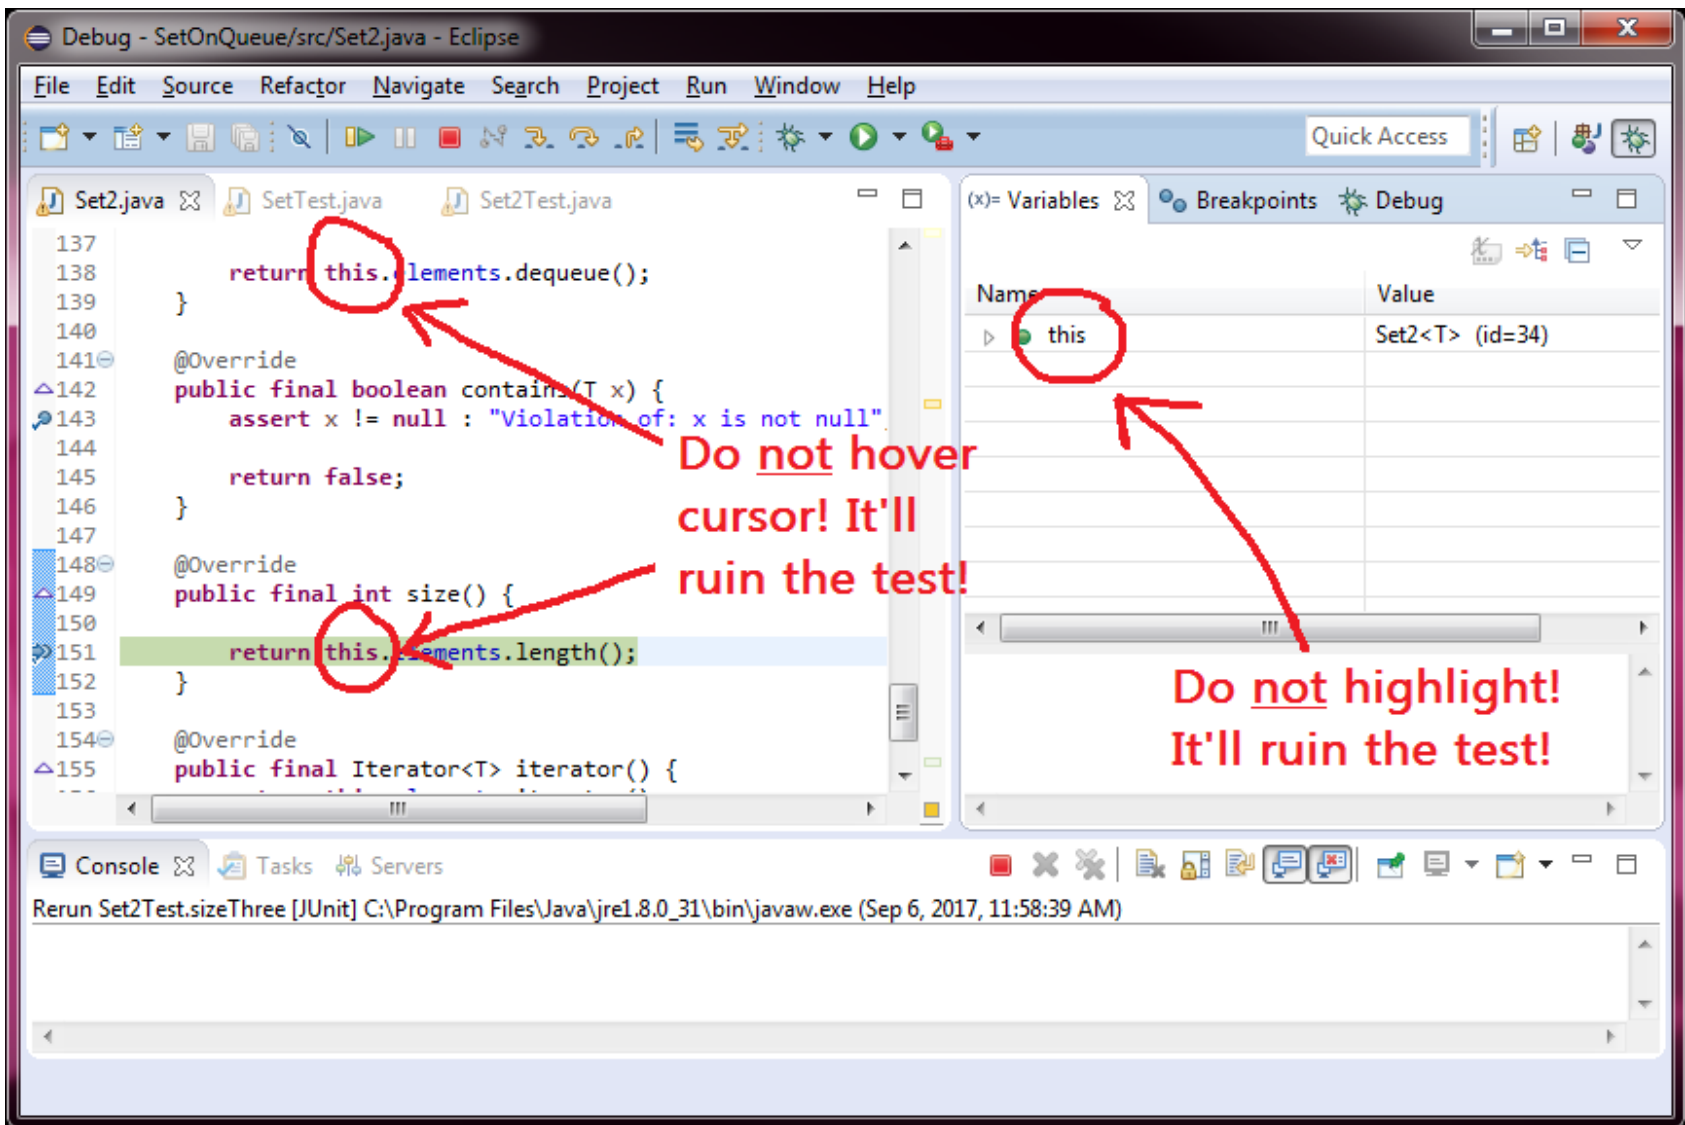 Debug - SetOnQueue/src/Set2.java - Eclipse
File Edit Source Refactor Navigate Search Project Run Window Help
Quick Access
Set2.java SetTest.java Set2Test.java
137
138 return this.elements.dequeue();
139 }
140
141 @Override
142 public final boolean contains(T x) {
143 assert x != null : "Violation of: x is not null"
144
145 return false;
146 }
147
148 @Override
149 public final int size() {
150
151 return this.elements.length();
152 }
153
154 @Override
155 public final Iterator<T> iterator() {
Do not hover
cursor! It'll
ruin the test!
(x)= Variables Breakpoints Debug
Name Value
this Set2<T> (id=34)
Do not highlight!
It'll ruin the test!
Console Tasks Servers
Rerun Set2Test.sizeThree [JUnit] C:\Program Files\Java\jre1.8.0_31\bin\javaw.exe (Sep 6, 2017, 11:58:39 AM)